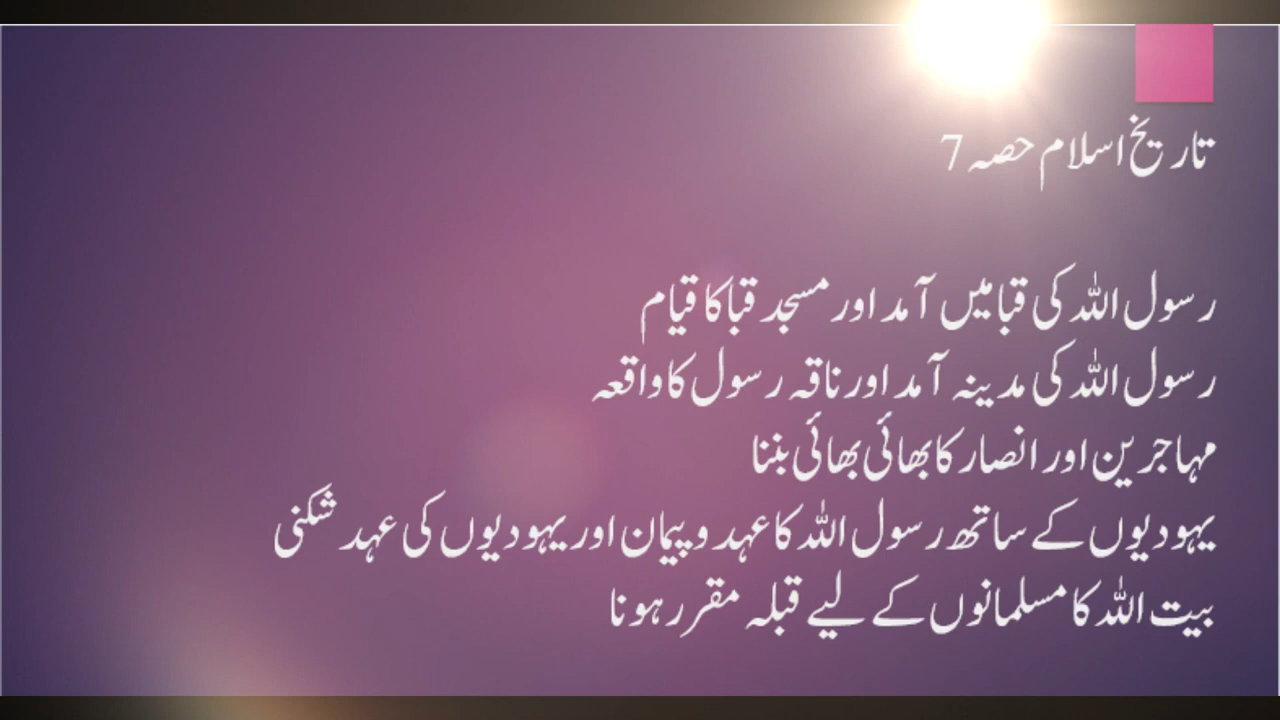 تاریخ اسلام حصہ 7
رسول اللہ کی قبا میں آمد اور مسجد قبا کا قیام
رسول اللہ کی مدینہ آمد اور ناقہ رسول کا واقعہ
مہاجرین اور انصار کا بھائی بھائی بننا
یہودیوں کے ساتھ رسول اللہ کا عہد و پیمان اور یہودیوں کی عہد شکنی
بیت اللہ کا مسلمانوں کے لیے قبلہ مقرر ہونا